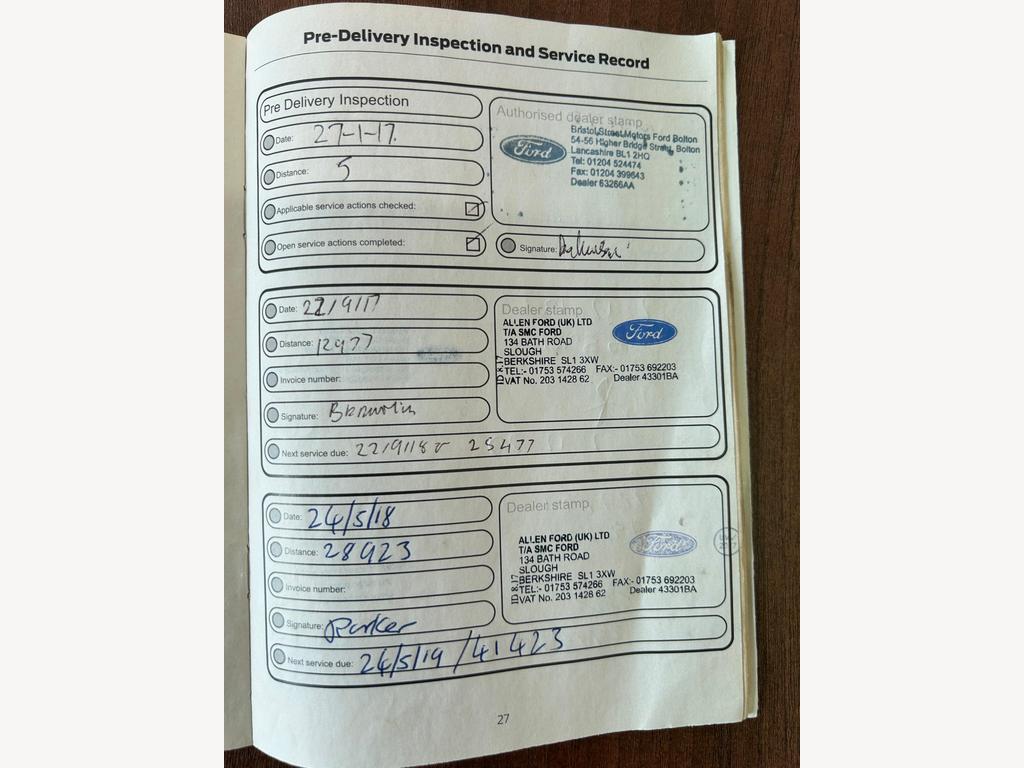 Pre-Delivery Inspection and Service Record
Pre Delivery Inspection
Date: 27-1-17
Distance: 5
Applicable service actions checked:
Open service actions completed:
Authorised dealer stamp
Ford
Bristol Street Motors Ford Bolton
54-56 Higher Bridge Street, Bolton
Lancashire BL1 2HQ
Tel: 01204 524474
Fax: 01204 399643
Dealer 63266AA
Signature:
Date: 22/9/17
Distance: 12977
Invoice number:
Signature:
Next service due: 22/9/18 25477
Dealer stamp
ALLEN FORD (UK) LTD
T/A SMC FORD
134 BATH ROAD
SLOUGH
BERKSHIRE SL1 3XW
TEL:- 01753 574266 FAX:- 01753 692203
VAT No. 203 1428 62 Dealer 43301BA
ID 8.17
Ford
Date: 24/5/18
Distance: 28923
Invoice number:
Signature: Parker
Next service due: 24/5/19 / 41423
Dealer stamp
ALLEN FORD (UK) LTD
T/A SMC FORD
134 BATH ROAD
SLOUGH
BERKSHIRE SL1 3XW
TEL:- 01753 574266 FAX:- 01753 692203
VAT No. 203 1428 62 Dealer 43301BA
ID 8.17
Ford
27